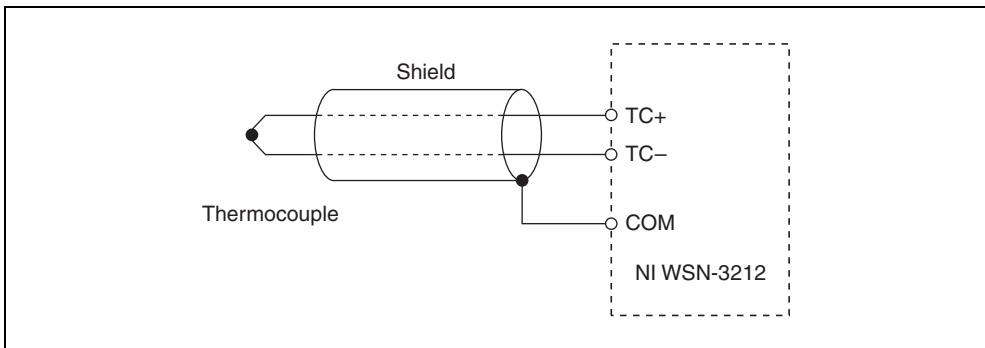 Shield
TC+
TC–
Thermocouple
COM
NI WSN-3212